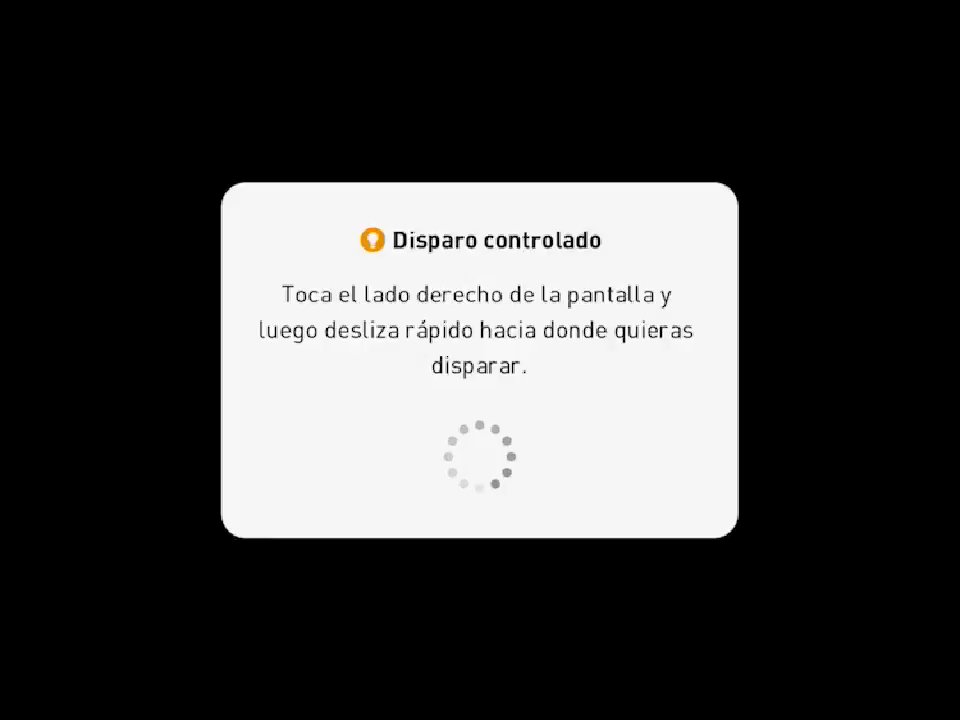 Disparo controlado
Toca el lado derecho de la pantalla y
luego desliza rápido hacia donde quieras
disparar.